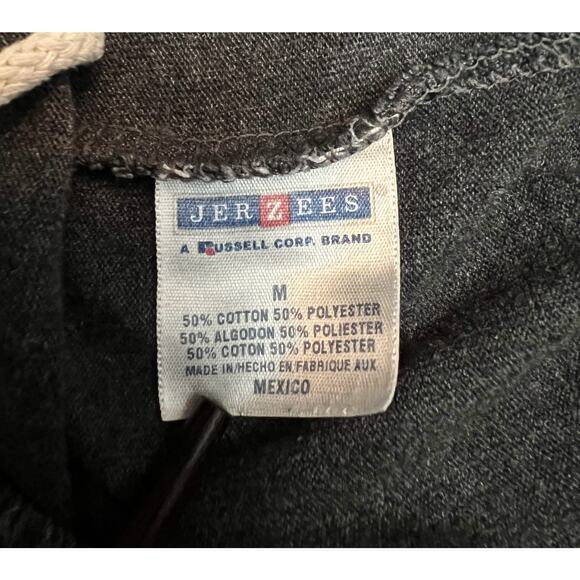 JERZEES®
A RUSSELL CORP. BRAND
M
50% COTTON 50% POLYESTER
50% ALGODON 50% POLIESTER
50% COTON 50% POLYESTER
MADE IN/HECHO EN/FABRIQUE AUX
MEXICO